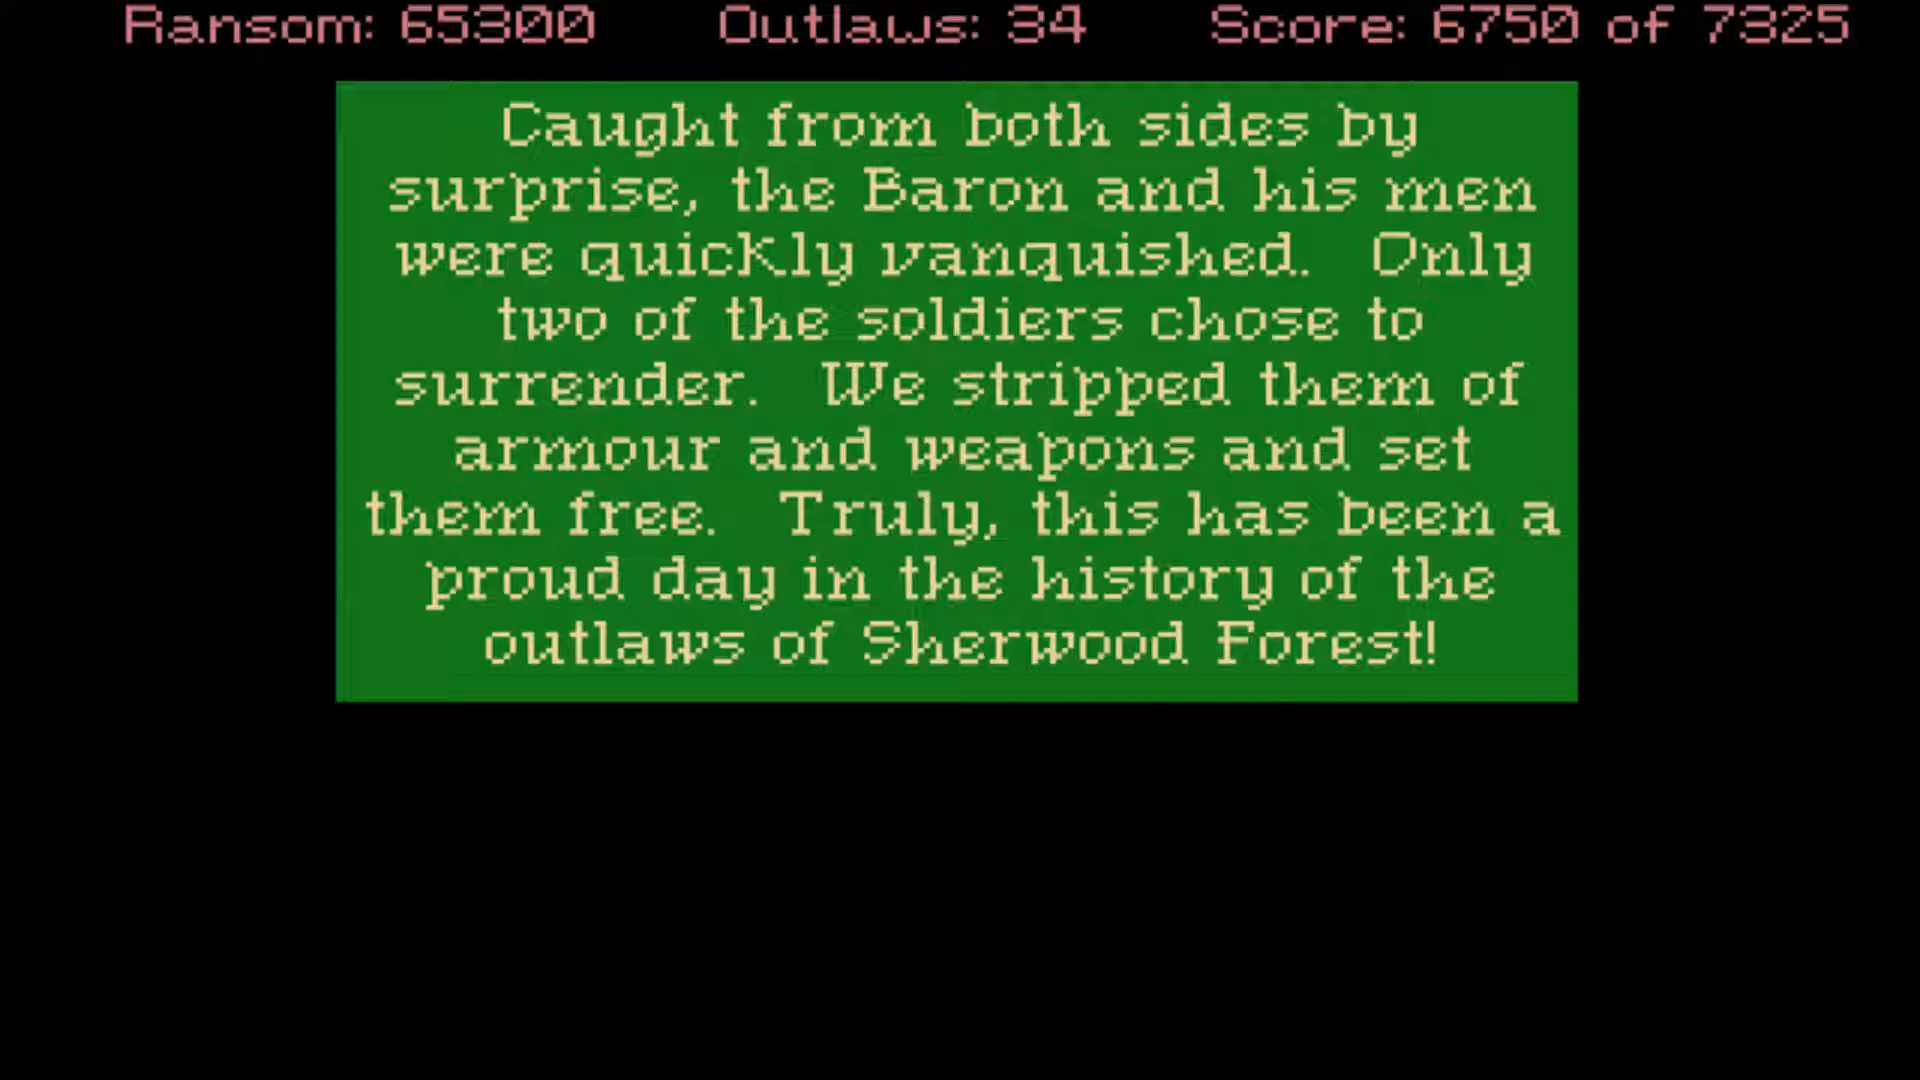 Ransom: 65300 Outlaws: 34 Score: 6750 of 7325
Caught from both sides by
surprise, the Baron and his men
were quickly vanquished. Only
two of the soldiers chose to
surrender. We stripped them of
armour and weapons and set
them free. Truly, this has been a
proud day in the history of the
outlaws of Sherwood Forest!